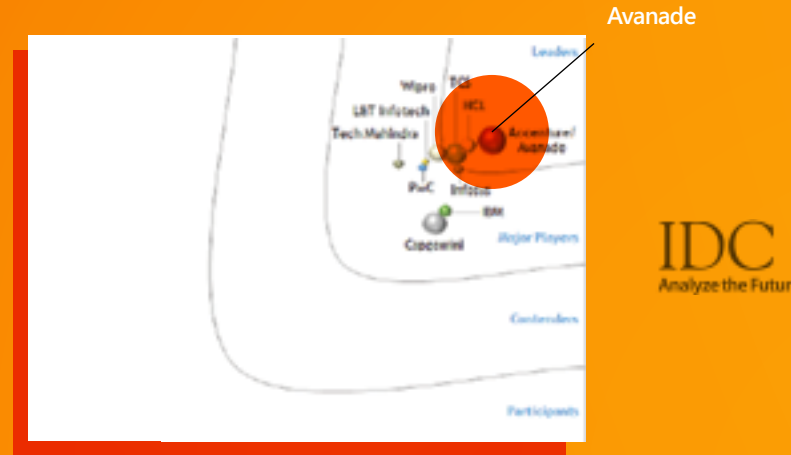 Avanade
Leaders
Wipro
TCS
HCL
L&T Infotech
Tech Mahindra
Accenture/
Avanade
PwC
Infosys
IBM
Capgemini
Major Players
Contenders
Participants
IDC
Analyze the Futur